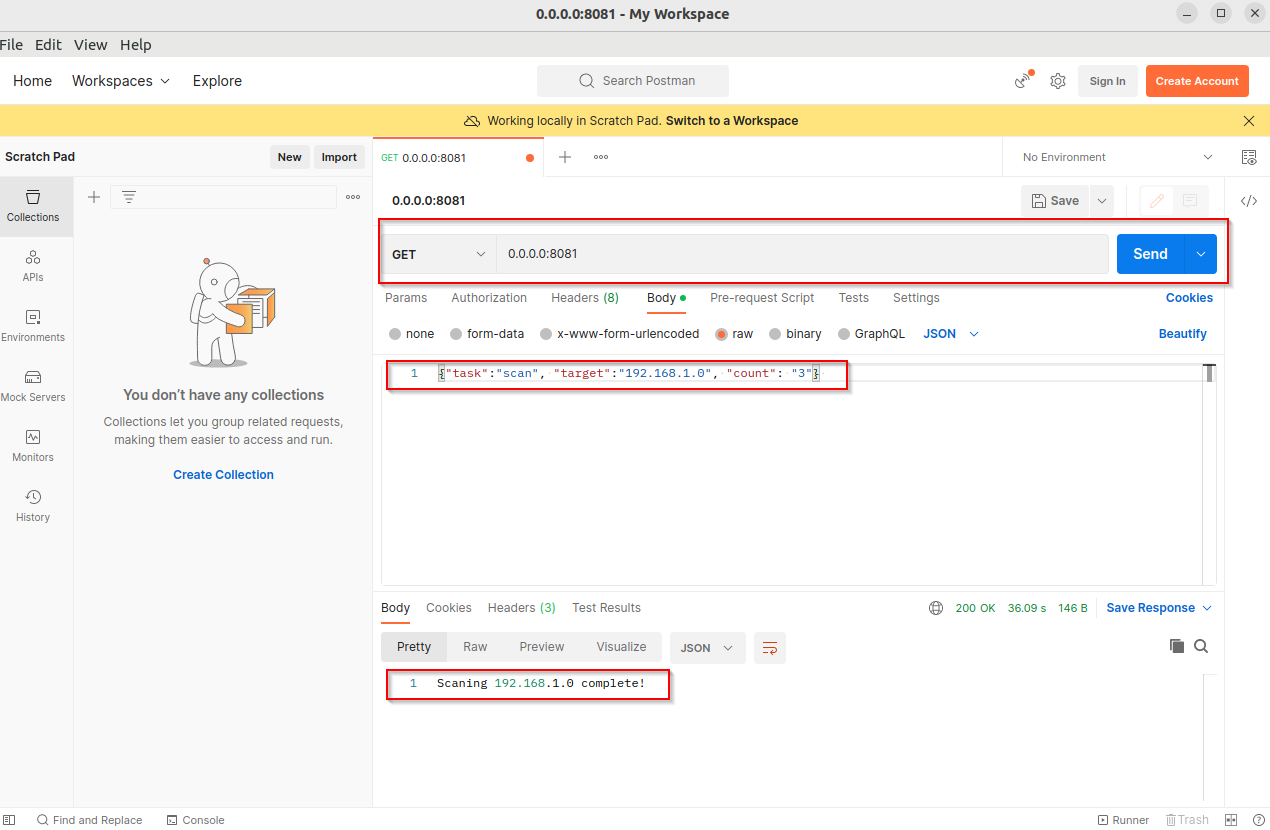 0.0.0.0:8081 - My Workspace
File Edit View Help
Home Workspaces Explore Search Postman Sign In Create Account
Working locally in Scratch Pad. Switch to a Workspace
Scratch Pad New Import GET 0.0.0.0:8081 No Environment
0.0.0.0:8081 Save
Collections
GET 0.0.0.0:8081 Send
APIs
Params Authorization Headers (8) Body Pre-request Script Tests Settings Cookies
Environments
none form-data x-www-form-urlencoded raw binary GraphQL JSON Beautify
1 {"task":"scan", "target":"192.168.1.0", "count": "3"}
Mock Servers
You don't have any collections
Collections let you group related requests,
making them easier to access and run.
Monitors
Create Collection
History
Body Cookies Headers (3) Test Results 200 OK 36.09 s 146 B Save Response
Pretty Raw Preview Visualize JSON
1 Scaning 192.168.1.0 complete!
Find and Replace Console Runner Trash